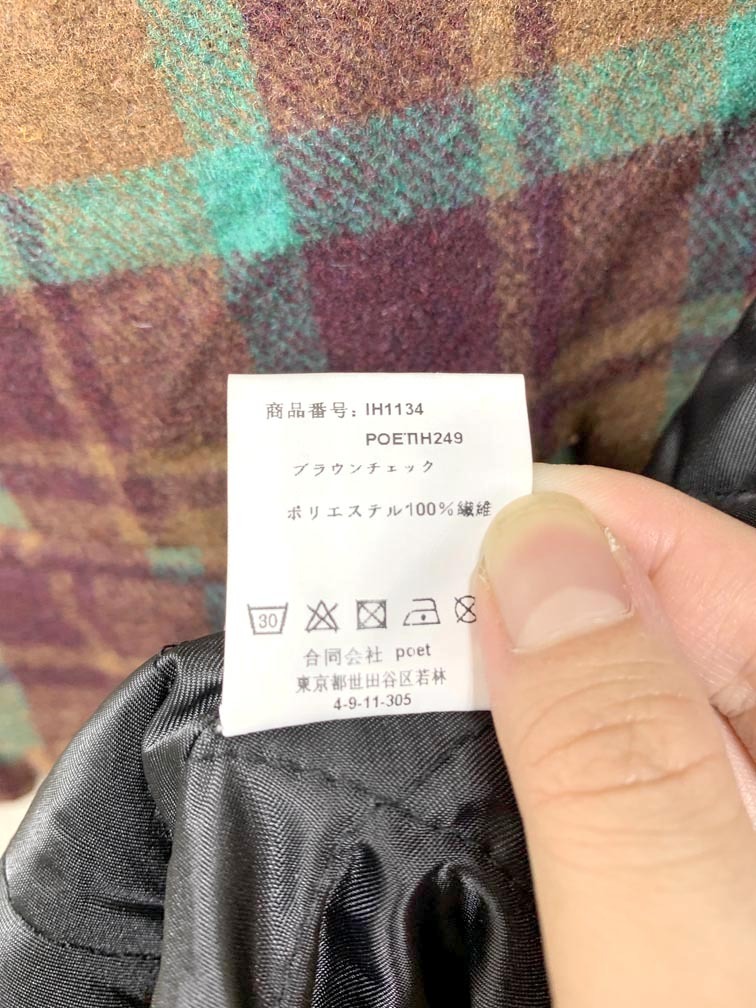 商品番号: IH1134
POETIH249
ブラウンチェック
ポリエステル100%繊維
30
合同会社 poet
東京都世田谷区若林
4-9-11-305